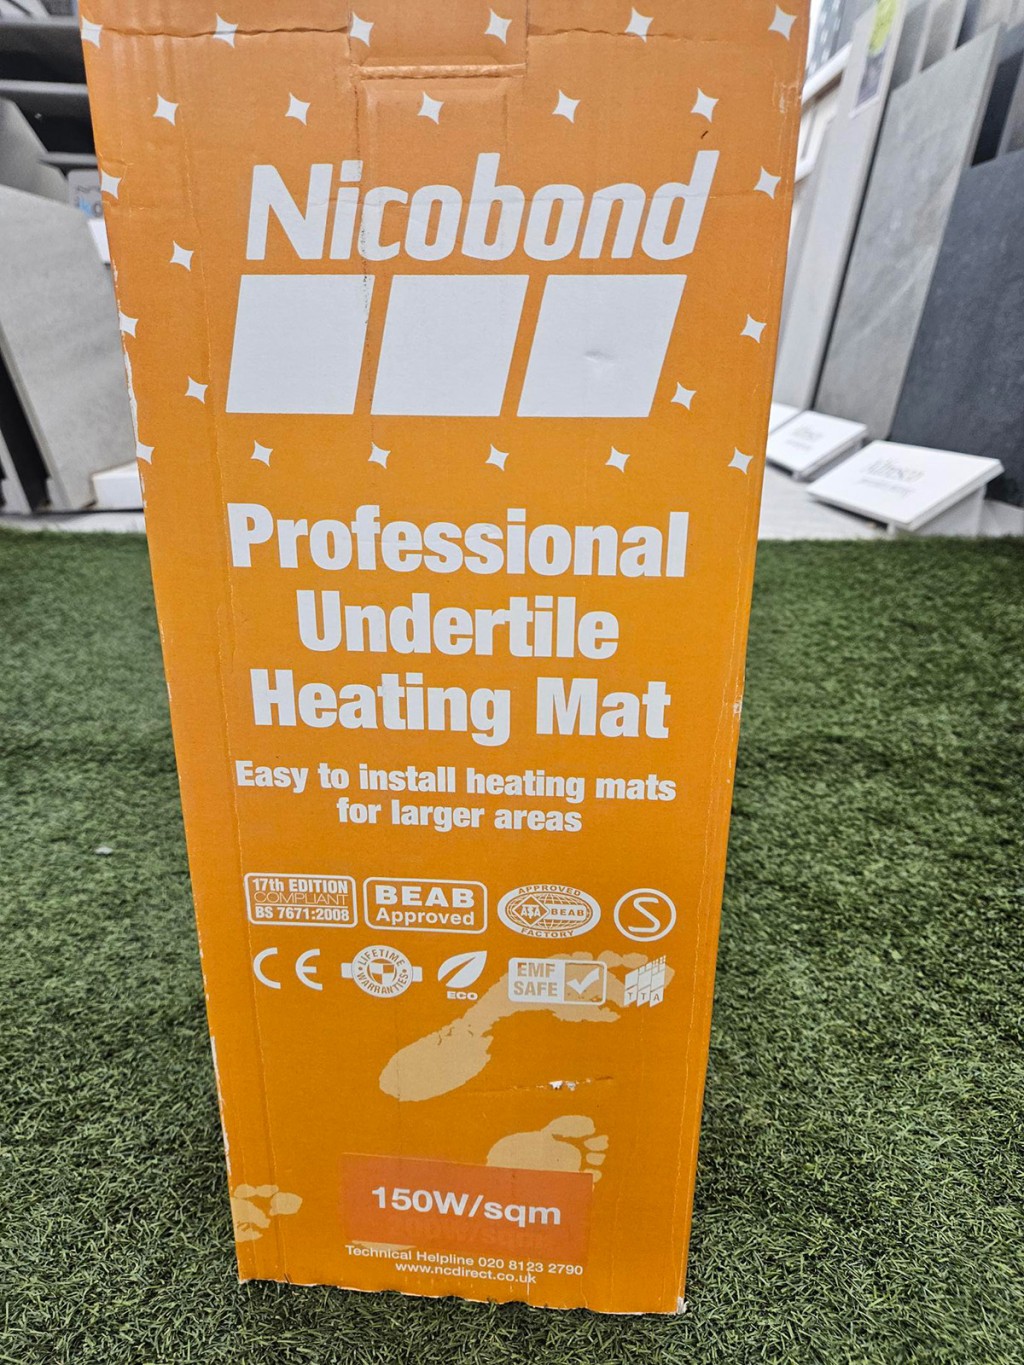 Nicobond
Professional
Undertile
Heating Mat
Easy to install heating mats
for larger areas
17th EDITION
COMPLIANT
BS 7671:2008
BEAB
Approved
APPROVED
ASTA BEAB
FACTORY
S
CE
LIFETIME
WARRANTIES
ECO
EMF
SAFE
TTA
150W/sqm
Technical Helpline 020 8123 2790
www.ncdirect.co.uk